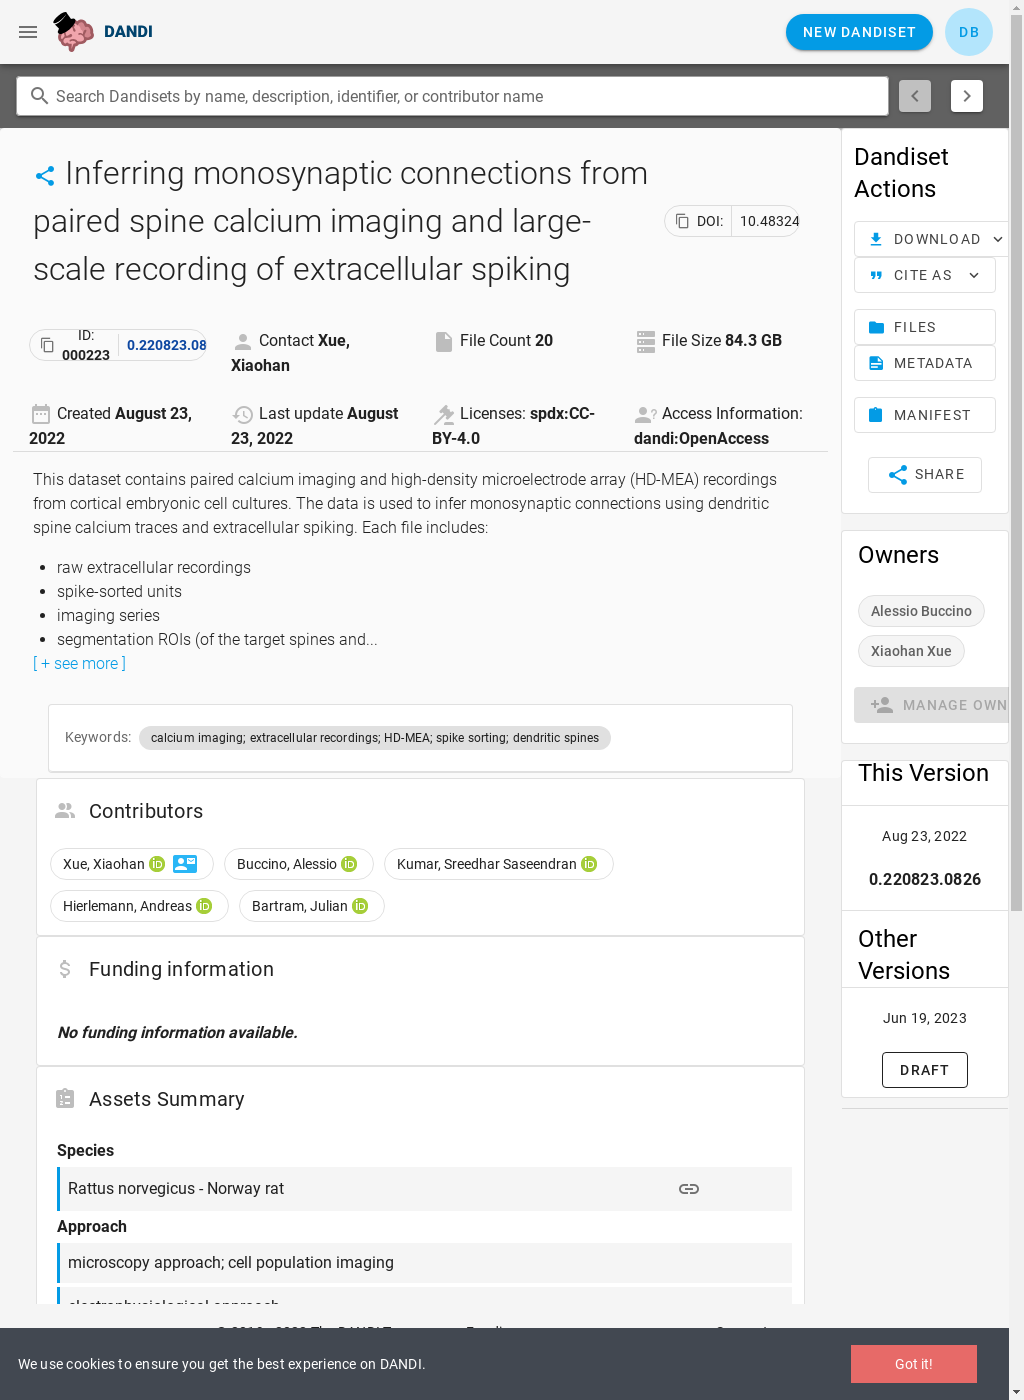 DANDI
NEW DANDISET
DB
Search Dandisets by name, description, identifier, or contributor name
Inferring monosynaptic connections from
paired spine calcium imaging and large-
scale recording of extracellular spiking
DOI: 10.48324
ID:
000223
0.220823.08
Contact Xue,
Xiaohan
File Count 20
File Size 84.3 GB
Created August 23,
2022
Last update August
23, 2022
Licenses: spdx:CC-
BY-4.0
Access Information:
dandi:OpenAccess
This dataset contains paired calcium imaging and high-density microelectrode array (HD-MEA) recordings
from cortical embryonic cell cultures. The data is used to infer monosynaptic connections using dendritic
spine calcium traces and extracellular spiking. Each file includes:
• raw extracellular recordings
• spike-sorted units
• imaging series
• segmentation ROIs (of the target spines and...
[ + see more ]
Keywords: calcium imaging; extracellular recordings; HD-MEA; spike sorting; dendritic spines
Contributors
Xue, Xiaohan
Buccino, Alessio
Kumar, Sreedhar Saseendran
Hierlemann, Andreas
Bartram, Julian
Funding information
No funding information available.
Assets Summary
Species
Rattus norvegicus - Norway rat
Approach
microscopy approach; cell population imaging
electrophysiological approach
Dandiset
Actions
DOWNLOAD
CITE AS
FILES
METADATA
MANIFEST
SHARE
Owners
Alessio Buccino
Xiaohan Xue
MANAGE OWN
This Version
Aug 23, 2022
0.220823.0826
Other
Versions
Jun 19, 2023
DRAFT
We use cookies to ensure you get the best experience on DANDI.
Got it!